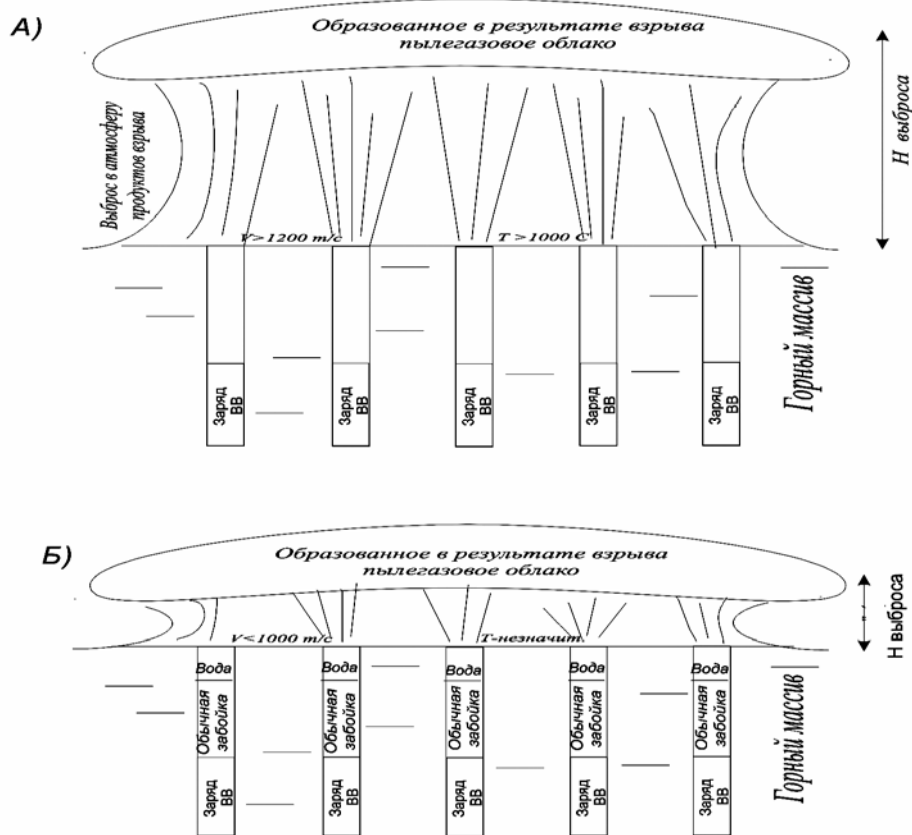 А)
Образованное в результате взрыва
пылегазовое облако
Выброс в атмосферу
продуктов взрыва
Н выброса
V>1200 m/c
T >1000 C
Заряд
ВВ
Заряд
ВВ
Заряд
ВВ
Заряд
ВВ
Заряд
ВВ
Горный массив
Б)
Образованное в результате взрыва
пылегазовое облако
Н выброса
V<1000 m/c
Т-незначит.
Вода
Вода
Вода
Вода
Вода
Обычная
забойка
Обычная
забойка
Обычная
забойка
Обычная
забойка
Обычная
забойка
Заряд
ВВ
Заряд
ВВ
Заряд
ВВ
Заряд
ВВ
Заряд
ВВ
Горный массив